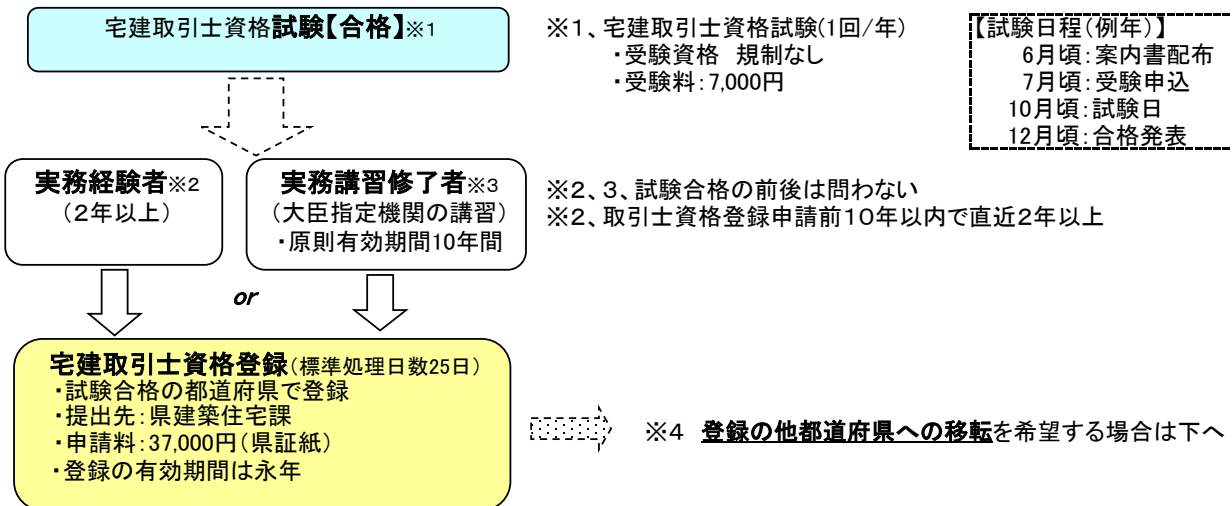 宅建取引士資格試験【合格】※1
※1、宅建取引士資格試験(1回/年)
・受験資格　規制なし
・受験料：7,000円
【試験日程（例年）】
6月頃：案内書配布
7月頃：受験申込
10月頃：試験日
12月頃：合格発表
実務経験者※2
（２年以上）
実務講習修了者※3
（大臣指定機関の講習）
・原則有効期間10年間
※2、3、試験合格の前後は問わない
※2、取引士資格登録申請前１０年以内で直近２年以上
or
宅建取引士資格登録（標準処理日数25日）
・試験合格の都道府県で登録
・提出先：県建築住宅課
・申請料：37,000円（県証紙）
・登録の有効期間は永年
※4　登録の他都道府県への移転を希望する場合は下へ